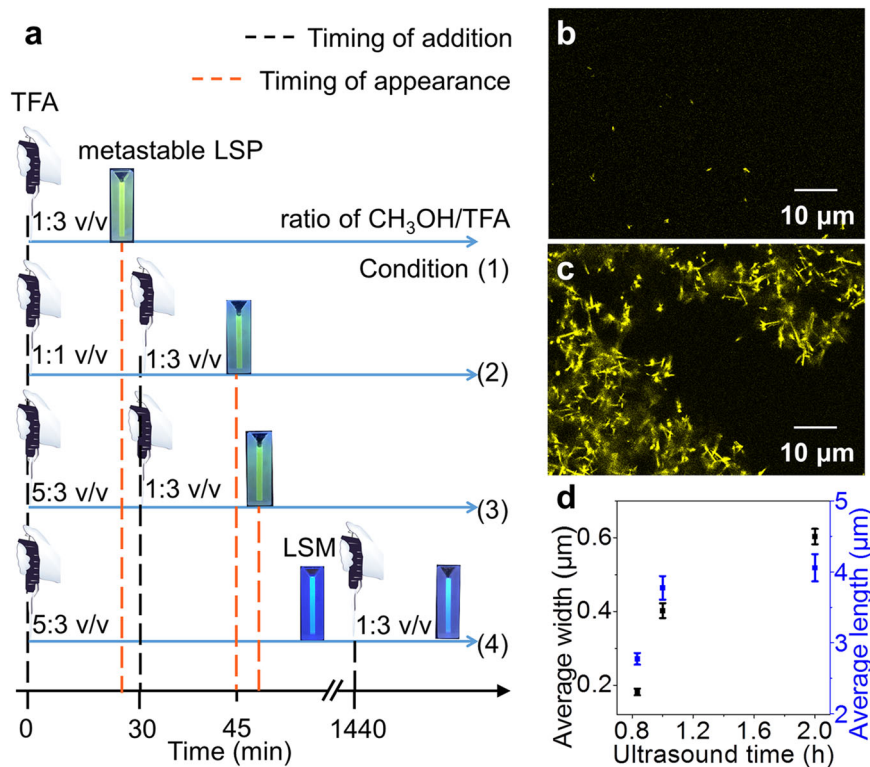 a
Timing of addition
Timing of appearance
TFA
metastable LSP
1:3 v/v
ratio of CH₃OH/TFA
Condition (1)
1:1 v/v
1:3 v/v
(2)
5:3 v/v
1:3 v/v
(3)
LSM
5:3 v/v
1:3 v/v
(4)
0
30
45
1440
Time (min)
b
10 μm
c
10 μm
d
Average width (μm)
0.6
0.4
0.2
5
4
3
2
Average length (μm)
0.8
1.2
1.6
2.0
Ultrasound time (h)